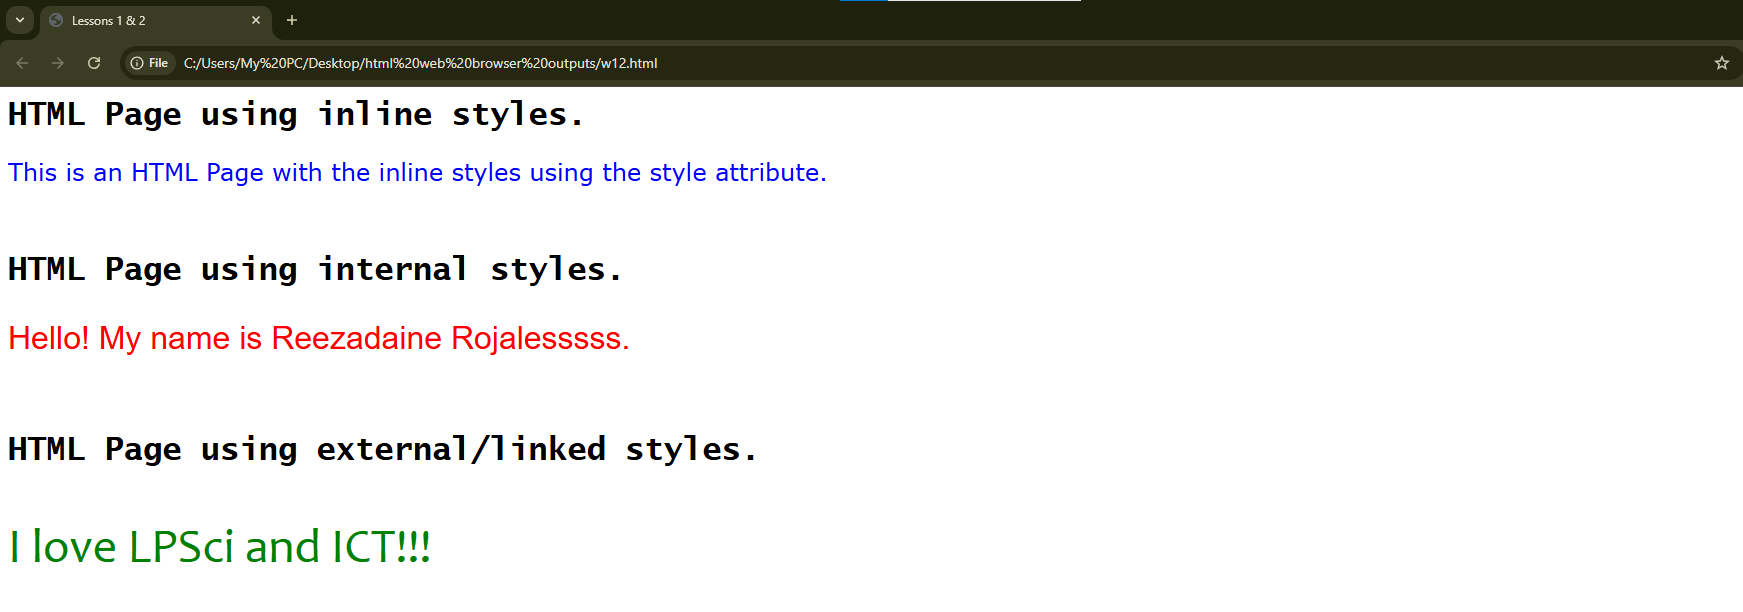 Lessons 1 & 2
File C:/Users/My%20PC/Desktop/html%20web%20browser%20outputs/w12.html
HTML Page using inline styles.
This is an HTML Page with the inline styles using the style attribute.
HTML Page using internal styles.
Hello! My name is Reezadaine Rojalesssss.
HTML Page using external/linked styles.
I love LPSci and ICT!!!